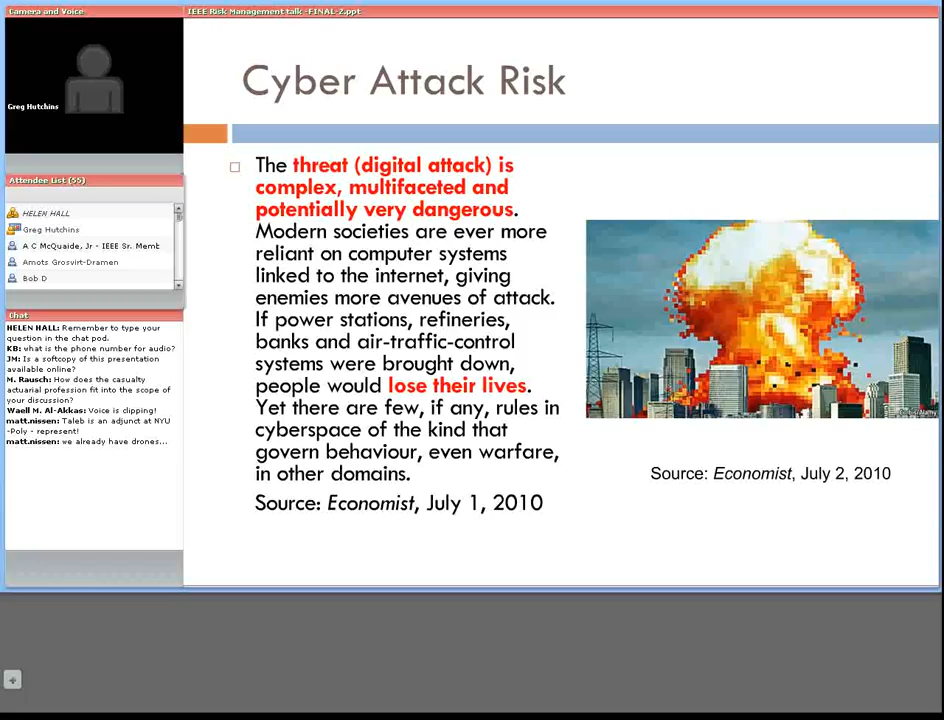 Camera and Voice
IEEE Risk Management talk -FINAL-2.ppt
Greg Hutchins
Attendee List (55)
HELEN HALL
Greg Hutchins
A C McQuaide, Jr - IEEE Sr. Memb
Amots Grosvirt-Dramen
Bob D
Chat
HELEN HALL: Remember to type your
question in the chat pod.
KB: what is the phone number for audio?
JM: Is a softcopy of this presentation
available online?
M. Rausch: How does the casualty
actuarial profession fit into the scope of
your discussion?
Waell M. Al-Akkas: Voice is clipping!
matt.nissen: Taleb is an adjunct at NYU
-Poly - represent!
matt.nissen: we already have drones...
Cyber Attack Risk
The threat (digital attack) is
complex, multifaceted and
potentially very dangerous.
Modern societies are ever more
reliant on computer systems
linked to the internet, giving
enemies more avenues of attack.
If power stations, refineries,
banks and air-traffic-control
systems were brought down,
people would lose their lives.
Yet there are few, if any, rules in
cyberspace of the kind that
govern behaviour, even warfare,
in other domains.
Source: Economist, July 1, 2010
Source: Economist, July 2, 2010